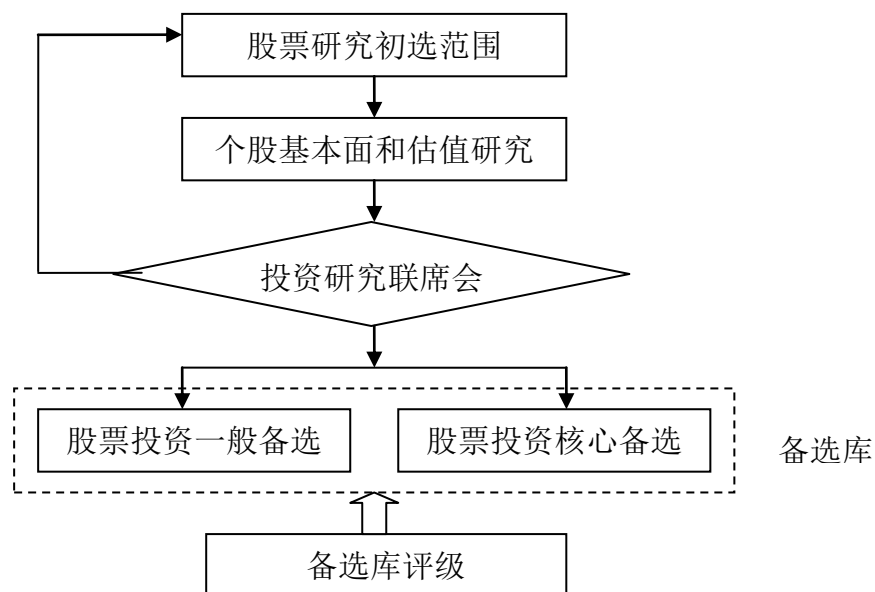 股票研究初选范围
个股基本面和估值研究
投资研究联席会
股票投资一般备选
股票投资核心备选
备选库
备选库评级